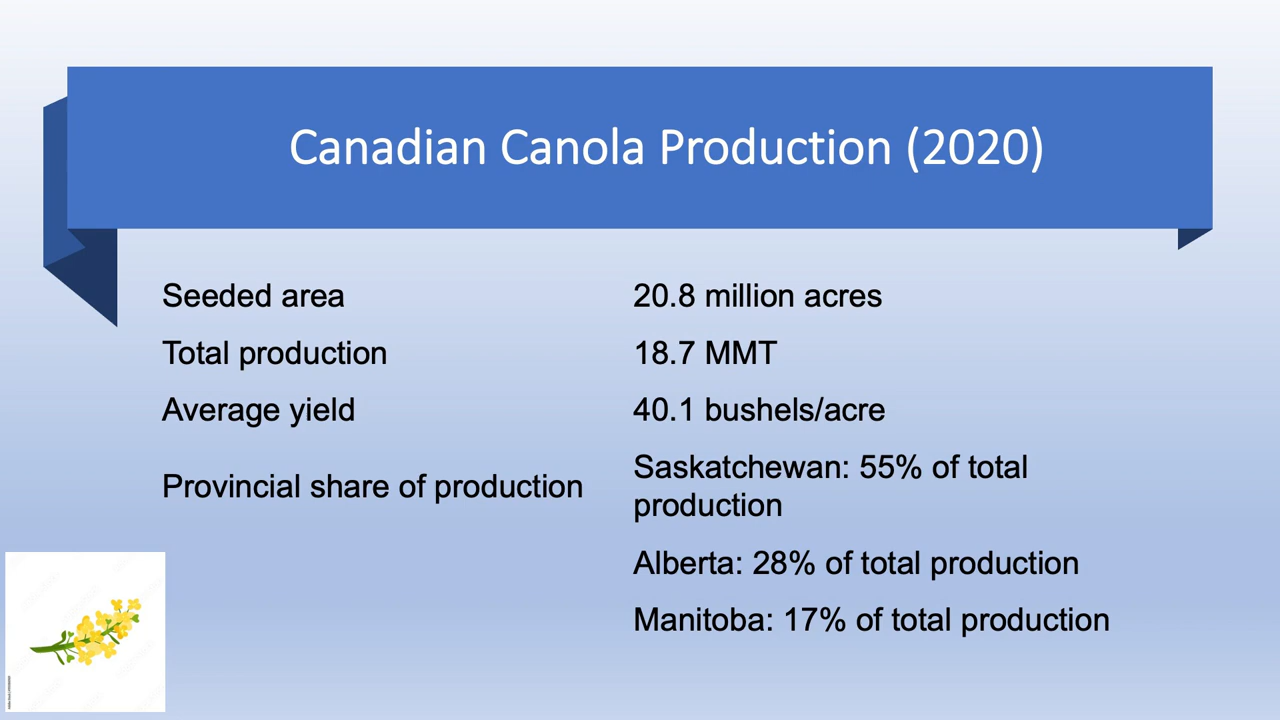 Canadian Canola Production (2020)
Seeded area 20.8 million acres
Total production 18.7 MMT
Average yield 40.1 bushels/acre
Provincial share of production Saskatchewan: 55% of total
production
Alberta: 28% of total production
Manitoba: 17% of total production